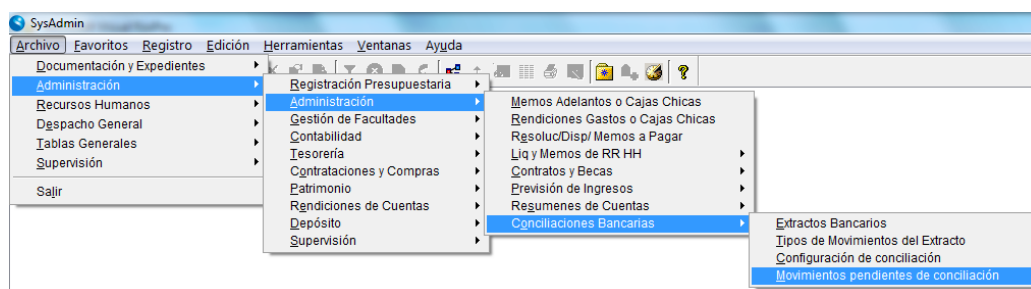 SysAdmin
Archivo Favoritos Registro Edición Herramientas Ventanas Ayuda
Documentación y Expedientes
Administración
Recursos Humanos
Despacho General
Tablas Generales
Supervisión
Salir
Registración Presupuestaria
Administración
Gestión de Facultades
Contabilidad
Tesorería
Contrataciones y Compras
Patrimonio
Rendiciones de Cuentas
Depósito
Supervisión
Memos Adelantos o Cajas Chicas
Rendiciones Gastos o Cajas Chicas
Resoluc/Disp/ Memos a Pagar
Liq y Memos de RR HH
Contratos y Becas
Previsión de Ingresos
Resumenes de Cuentas
Conciliaciones Bancarias
Extractos Bancarios
Tipos de Movimientos del Extracto
Configuración de conciliación
Movimientos pendientes de conciliación